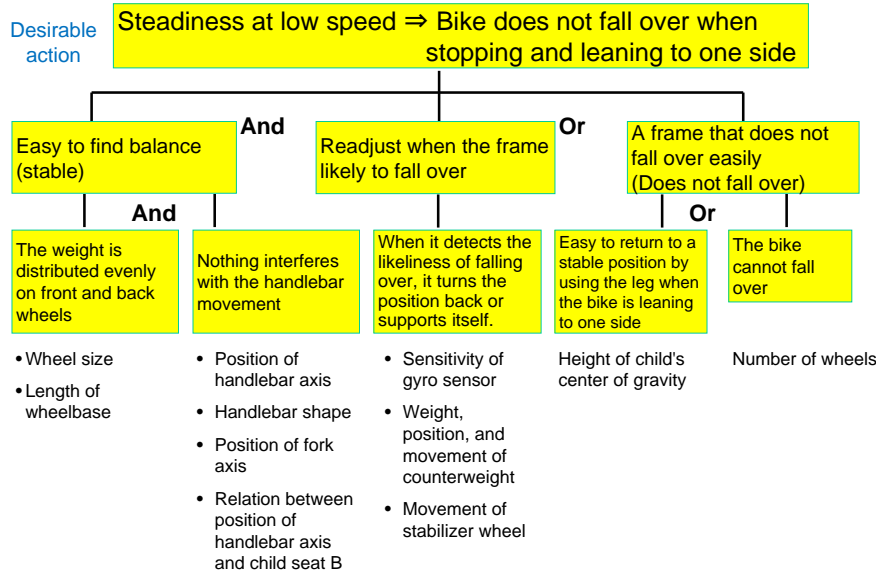 Desirable
action
Steadiness at low speed ⇒ Bike does not fall over when
stopping and leaning to one side
And
Or
Easy to find balance
(stable)
Readjust when the frame
likely to fall over
A frame that does not
fall over easily
(Does not fall over)
And
Or
The weight is
distributed evenly
on front and back
wheels
Nothing interferes
with the handlebar
movement
When it detects the
likeliness of falling
over, it turns the
position back or
supports itself.
Easy to return to a
stable position by
using the leg when
the bike is leaning
to one side
The bike
cannot fall
over
• Wheel size
• Length of
wheelbase
• Position of
handlebar axis
• Handlebar shape
• Position of fork
axis
• Relation between
position of
handlebar axis
and child seat B
• Sensitivity of
gyro sensor
• Weight,
position, and
movement of
counterweight
• Movement of
stabilizer wheel
Height of child's
center of gravity
Number of wheels